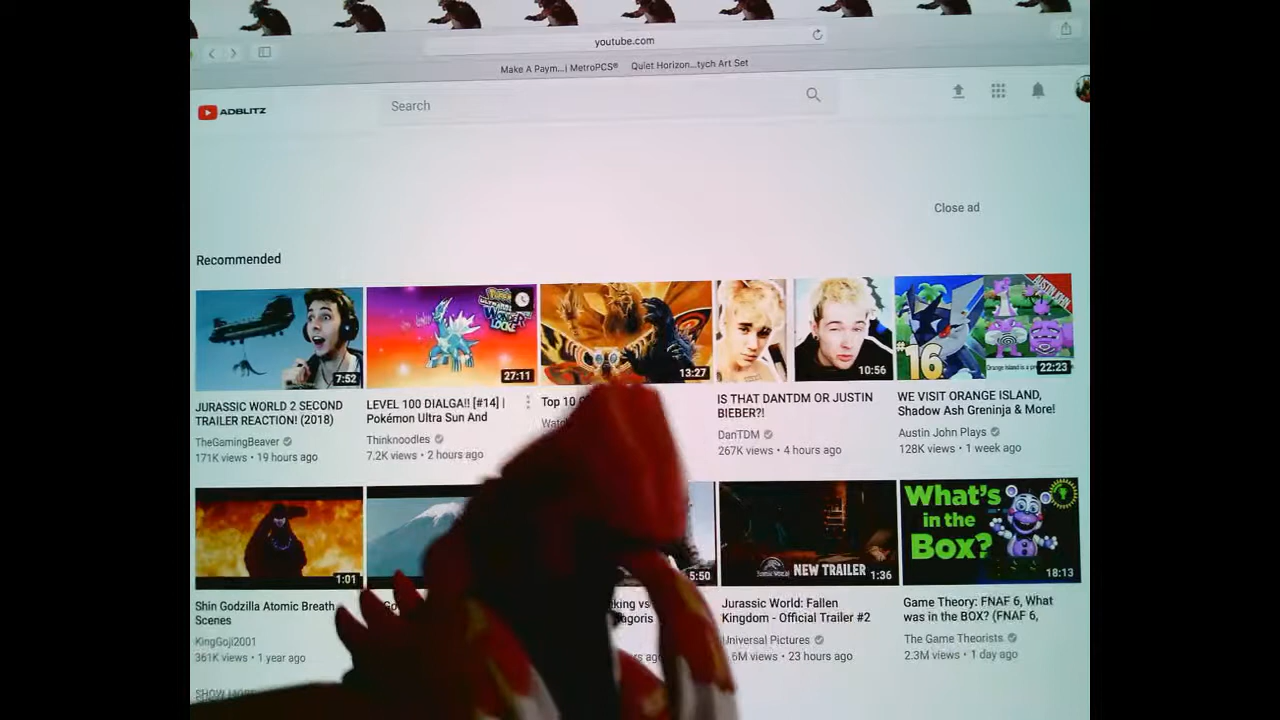 youtube.com
Make A Paym...| MetroPCS® Quiet Horizon...tych Art Set
ADBLITZ
Search
Close ad
Recommended
7:52
27:11
13:27
10:56
#16
22:23
JURASSIC WORLD 2 SECOND
TRAILER REACTION! (2018)
TheGamingBeaver
171K views • 19 hours ago
LEVEL 100 DIALGA!! [#14] |
Pokémon Ultra Sun And
Thinknoodles
7.2K views • 2 hours ago
Top 10
IS THAT DANTDM OR JUSTIN
BIEBER?!
DanTDM
267K views • 4 hours ago
AUSTIN JOHN
WE VISIT ORANGE ISLAND,
Shadow Ash Greninja & More!
Austin John Plays
128K views • 1 week ago
1:01
5:50
NEW TRAILER
1:36
What's
in the
Box?
18:13
Shin Godzilla Atomic Breath
Scenes
KingGoji2001
361K views • 1 year ago
vs
Jurassic World: Fallen
Kingdom - Official Trailer #2
Universal Pictures
views • 23 hours ago
Game Theory: FNAF 6, What
was in the BOX? (FNAF 6,
The Game Theorists
2.3M views • 1 day ago
SHOW MORE